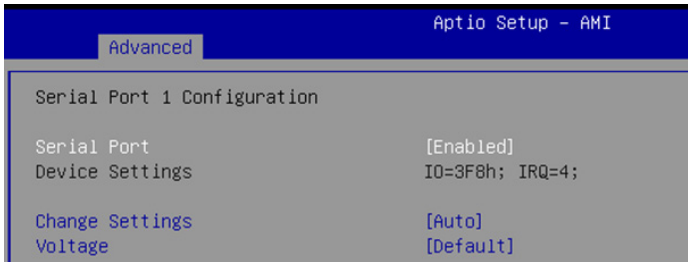 Aptio Setup - AMI
Advanced
Serial Port 1 Configuration
Serial Port [Enabled]
Device Settings IO=3F8h; IRQ=4;
Change Settings [Auto]
Voltage [Default]